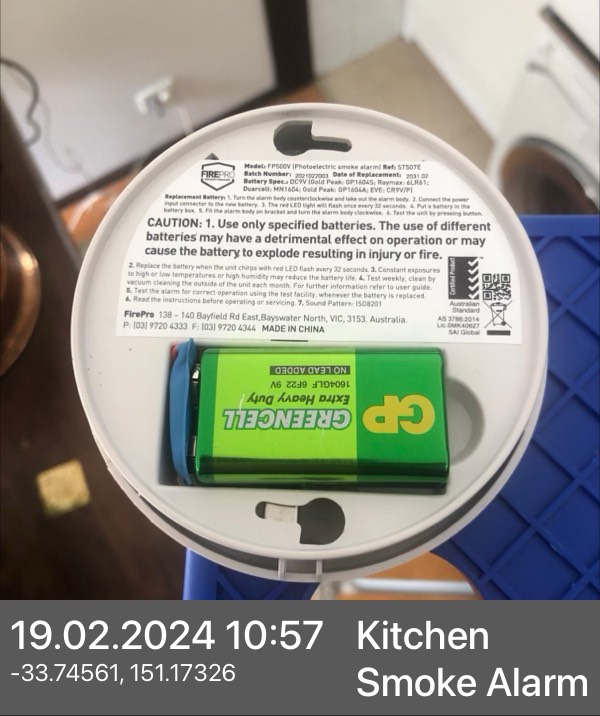 FIREPRO
Model: FP500V (Photoelectric smoke alarm) Ref: ST507E
Batch Number: 2021022003 Date of Replacement: 2031.02
Battery Spec.: DC9V (Gold Peak: GP1604S; Raymax: 6LR61;
Duarcell: MN1604; Gold Peak: GP1604A; EVE: CR9V/P)
Replacement Battery: 1. Turn the alarm body counterclockwise and take out the alarm body. 2. Connect the power
input connector to the new battery. 3. The red LED light will flash once every 32 seconds. 4. Put a battery in the
battery box. 5. Fit the alarm body on bracket and turn the alarm body clockwise. 6. Test the unit by pressing button.
CAUTION: 1. Use only specified batteries. The use of different
batteries may have a detrimental effect on operation or may
cause the battery to explode resulting in injury or fire.
2. Replace the battery when the unit chirps with red LED flash avery 32 seconds. 3. Constant exposures
to high or low temperatures or high humidity may reduce the battery life. 4. Test weekly, clean by
vacuum cleaning the outside of the unit each month. For further information refer to user guide.
5. Test the alarm for correct operation using the test facility, whenever the battery is replaced.
6. Read the instructions before operating or servicing. 7. Sound Pattern: ISO8201
FirePro 138 - 140 Bayfield Rd East,Bayswater North, VIC, 3153. Australia.
P: (03) 9720 4333 F: (03) 9720 4344 MADE IN CHINA
Certified Product
Australian
Standard
AS 3786:2014
Lic.SMK40627
SAI Global
GP
GREENCELL
Extra Heavy Duty
1604GLF 6F22 9V
NO LEAD ADDED
19.02.2024 10:57
-33.74561, 151.17326
Kitchen
Smoke Alarm